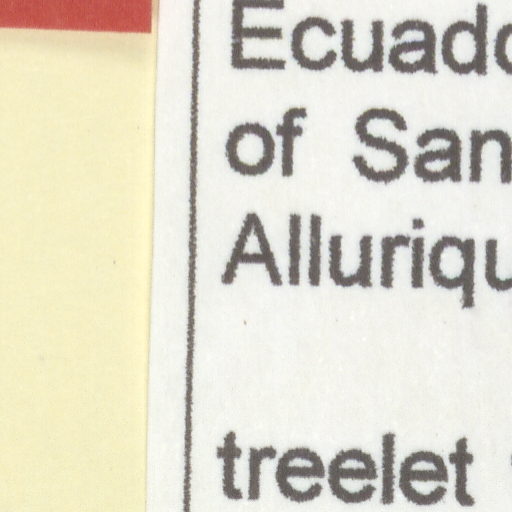 Ecuado
of San
Alluriqu
treelet